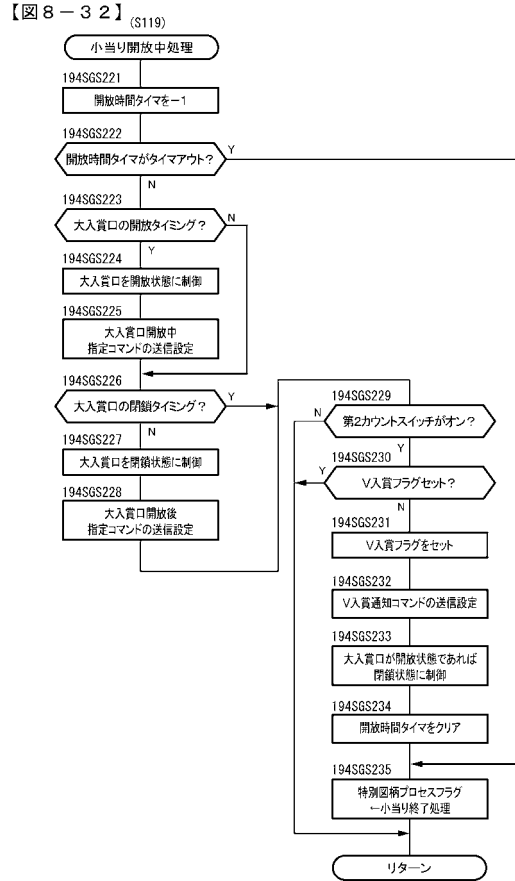 【図８－３２】
(S119)
小当り開放中処理
194SGS221
開放時間タイマを－1
194SGS222
開放時間タイマがタイマアウト？
Y
N
194SGS223
大入賞口の開放タイミング？
N
Y
194SGS224
大入賞口を開放状態に制御
194SGS225
大入賞口開放中
指定コマンドの送信設定
194SGS226
大入賞口の閉鎖タイミング？
Y
N
194SGS227
大入賞口を閉鎖状態に制御
194SGS228
大入賞口開放後
指定コマンドの送信設定
194SGS229
第2カウントスイッチがオン？
N
Y
194SGS230
V入賞フラグセット？
Y
N
194SGS231
V入賞フラグをセット
194SGS232
V入賞通知コマンドの送信設定
194SGS233
大入賞口が開放状態であれば
閉鎖状態に制御
194SGS234
開放時間タイマをクリア
194SGS235
特別図柄プロセスフラグ
←小当り終了処理
リターン